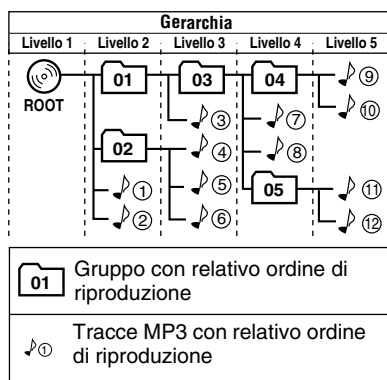 Gerarchia
Livello 1 Livello 2 Livello 3 Livello 4 Livello 5
ROOT 01 03 04 ⑨
⑩
③ ⑦
02 ④ ⑧
① ⑤ 05 ⑪
② ⑥ ⑫
01 Gruppo con relativo ordine di
riproduzione
① Tracce MP3 con relativo ordine
di riproduzione